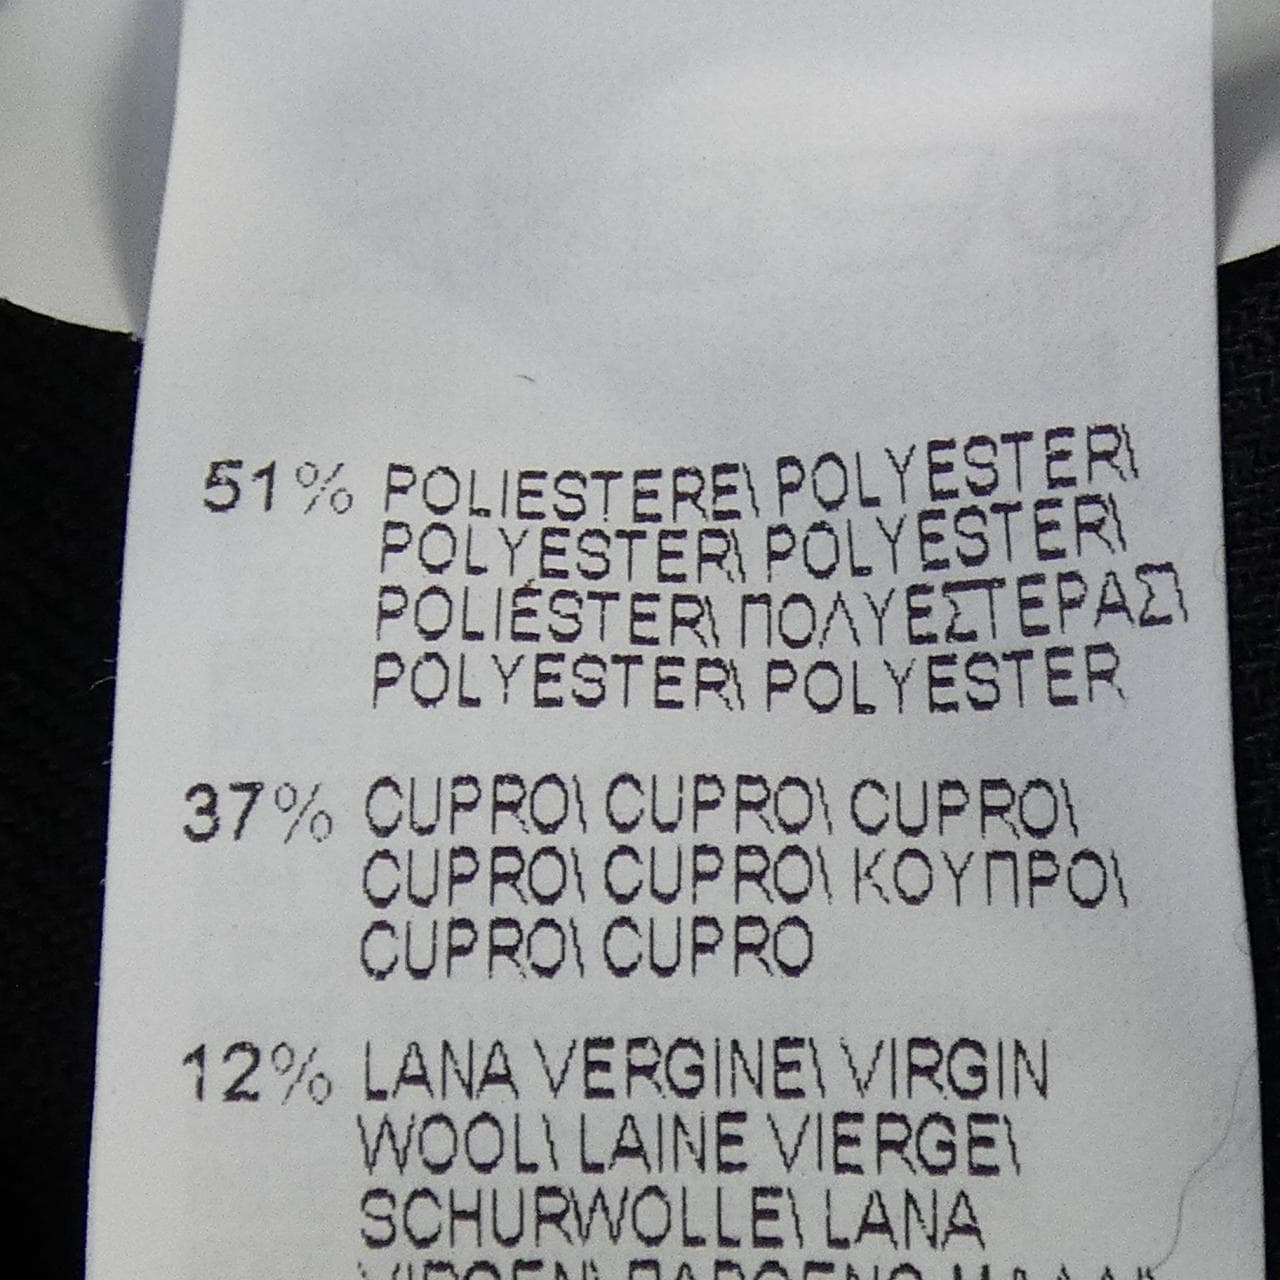 51% POLIESTERE\ POLYESTER\
POLYESTER\ POLYESTER\
POLIÉSTER\ ΠΟΛΥΕΣΤΕΡΑΣ\
POLYESTER\ POLYESTER
37% CUPRO\ CUPRO\ CUPRO\
CUPRO\ CUPRO\ ΚΟΥΠΡΟ\
CUPRO\ CUPRO
12% LANA VERGINE\ VIRGIN
WOOL\ LAINE VIERGE\
SCHURWOLLE\ LANA